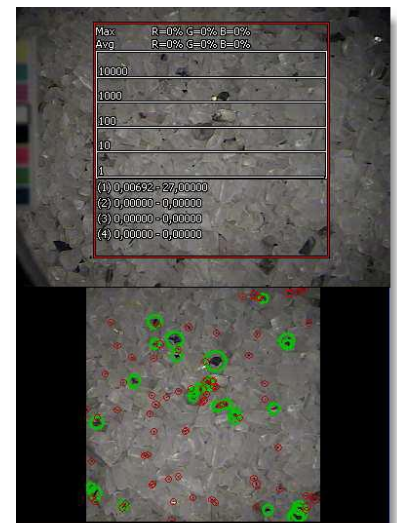 Max R=0% G=0% B=0%
Avg R=0% G=0% B=0%
10000
1000
100
10
1
(1) 0,00692 - 27,00000
(2) 0,00000 - 0,00000
(3) 0,00000 - 0,00000
(4) 0,00000 - 0,00000